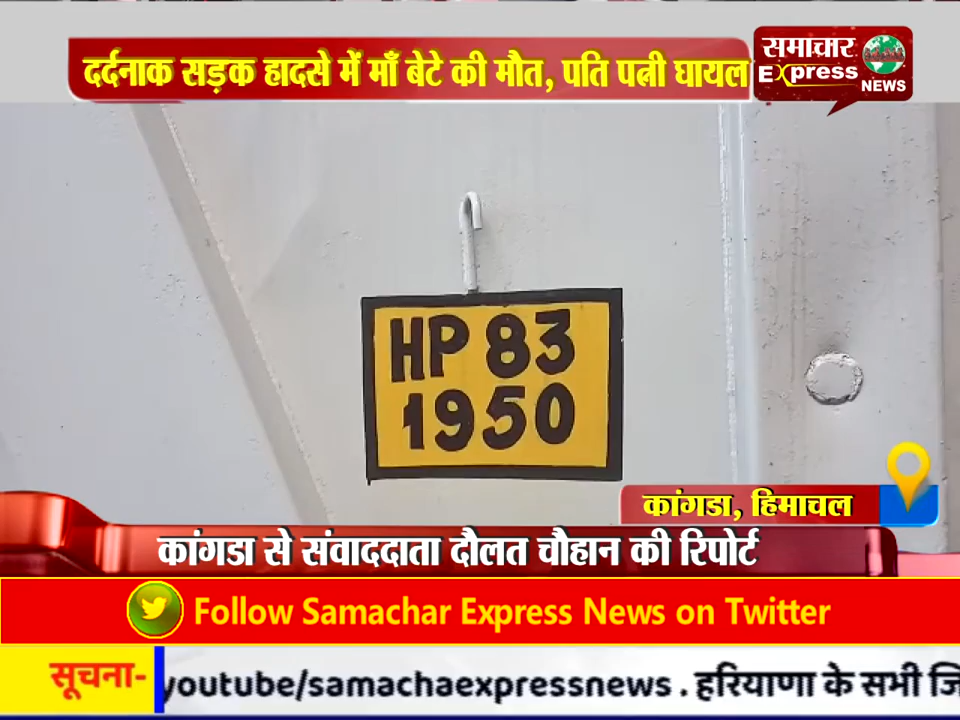 दर्दनाक सड़क हादसे में माँ बेटे की मौत, पति पत्नी घायल
समाचार
Express
NEWS
HP 83
1950
कांगडा, हिमाचल
कांगडा से संवाददाता दौलत चौहान की रिपोर्ट
Follow Samachar Express News on Twitter
सूचना- youtube/samachaexpressnews . हरियाणा के सभी जि